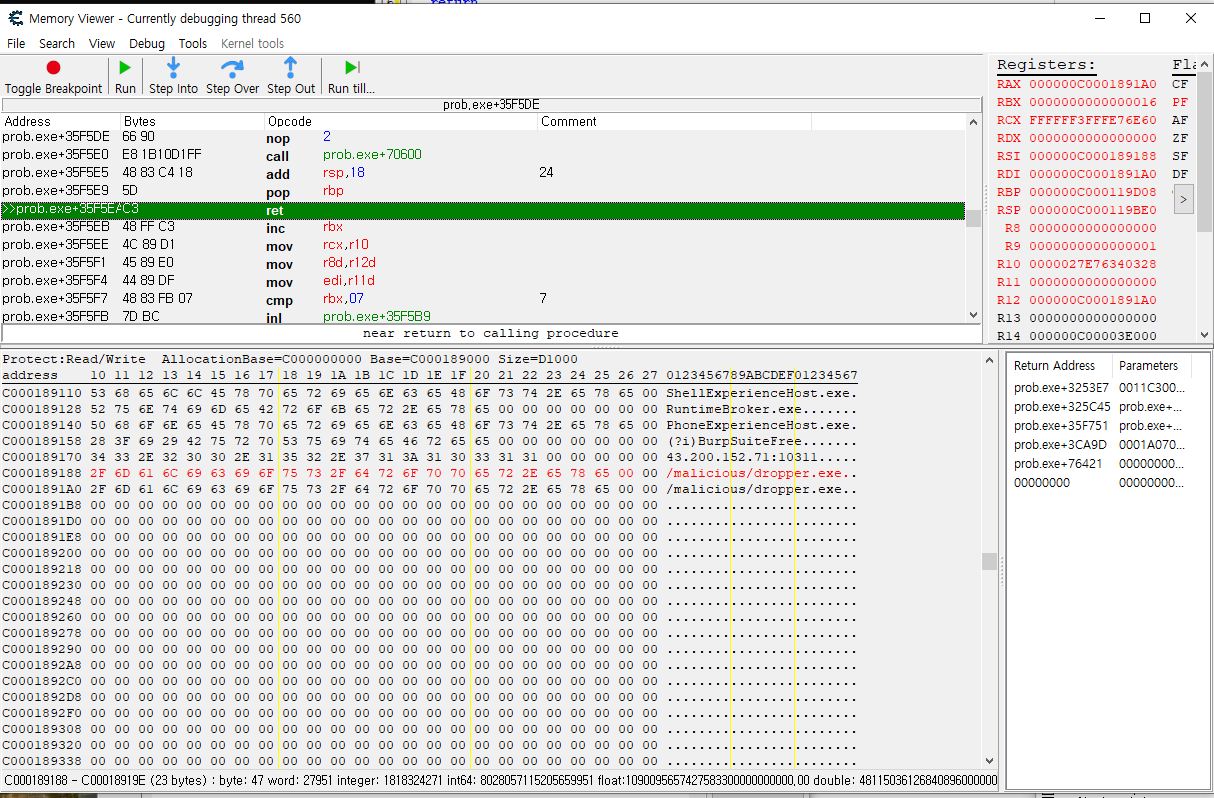 return
Memory Viewer - Currently debugging thread 560
File Search View Debug Tools Kernel tools
Toggle Breakpoint Run Step Into Step Over Step Out Run till...
prob.exe+35F5DE
Address Bytes Opcode Comment
prob.exe+35F5DE 66 90 nop 2
prob.exe+35F5E0 E8 1B10D1FF call prob.exe+70600
prob.exe+35F5E5 48 83 C4 18 add rsp,18 24
prob.exe+35F5E9 5D pop rbp
>>prob.exe+35F5EA C3 ret
prob.exe+35F5EB 48 FF C3 inc rbx
prob.exe+35F5EE 4C 89 D1 mov rcx,r10
prob.exe+35F5F1 45 89 E0 mov r8d,r12d
prob.exe+35F5F4 44 89 DF mov edi,r11d
prob.exe+35F5F7 48 83 FB 07 cmp rbx,07 7
prob.exe+35F5FB 7D BC jnl prob.exe+35F5B9
near return to calling procedure
Registers: Fla
RAX 000000C0001891A0 CF
RBX 0000000000000016 PF
RCX FFFFFF3FFFE76E60 AF
RDX 0000000000000000 ZF
RSI 000000C000189188 SF
RDI 000000C0001891A0 DF
RBP 000000C000119D08
RSP 000000C000119BE0
R8 0000000000000000
R9 0000000000000001
R10 0000027E76340328
R11 0000000000000000
R12 000000C0001891A0
R13 0000000000000000
R14 000000C00003E000
Protect:Read/Write AllocationBase=C000000000 Base=C000189000 Size=D1000
address 10 11 12 13 14 15 16 17 18 19 1A 1B 1C 1D 1E 1F 20 21 22 23 24 25 26 27 0123456789ABCDEF01234567
C000189110 53 68 65 6C 6C 45 78 70 65 72 69 65 6E 63 65 48 6F 73 74 2E 65 78 65 00 ShellExperienceHost.exe.
C000189128 52 75 6E 74 69 6D 65 42 72 6F 6B 65 72 2E 65 78 65 00 00 00 00 00 00 00 RuntimeBroker.exe.......
C000189140 50 68 6F 6E 65 45 78 70 65 72 69 65 6E 63 65 48 6F 73 74 2E 65 78 65 00 PhoneExperienceHost.exe.
C000189158 28 3F 69 29 42 75 72 70 53 75 69 74 65 46 72 65 65 00 00 00 00 00 00 00 (?i)BurpSuiteFree.......
C000189170 34 33 2E 32 30 30 2E 31 35 32 2E 37 31 3A 31 30 33 31 31 00 00 00 00 00 43.200.152.71:10311.....
C000189188 2F 6D 61 6C 69 63 69 6F 75 73 2F 64 72 6F 70 70 65 72 2E 65 78 65 00 00 /malicious/dropper.exe..
C0001891A0 2F 6D 61 6C 69 63 69 6F 75 73 2F 64 72 6F 70 70 65 72 2E 65 78 65 00 00 /malicious/dropper.exe..
C0001891B8 00 00 00 00 00 00 00 00 00 00 00 00 00 00 00 00 00 00 00 00 00 00 00 00 ........................
C0001891D0 00 00 00 00 00 00 00 00 00 00 00 00 00 00 00 00 00 00 00 00 00 00 00 00 ........................
C0001891E8 00 00 00 00 00 00 00 00 00 00 00 00 00 00 00 00 00 00 00 00 00 00 00 00 ........................
C000189200 00 00 00 00 00 00 00 00 00 00 00 00 00 00 00 00 00 00 00 00 00 00 00 00 ........................
C000189218 00 00 00 00 00 00 00 00 00 00 00 00 00 00 00 00 00 00 00 00 00 00 00 00 ........................
C000189230 00 00 00 00 00 00 00 00 00 00 00 00 00 00 00 00 00 00 00 00 00 00 00 00 ........................
C000189248 00 00 00 00 00 00 00 00 00 00 00 00 00 00 00 00 00 00 00 00 00 00 00 00 ........................
C000189260 00 00 00 00 00 00 00 00 00 00 00 00 00 00 00 00 00 00 00 00 00 00 00 00 ........................
C000189278 00 00 00 00 00 00 00 00 00 00 00 00 00 00 00 00 00 00 00 00 00 00 00 00 ........................
C000189290 00 00 00 00 00 00 00 00 00 00 00 00 00 00 00 00 00 00 00 00 00 00 00 00 ........................
C0001892A8 00 00 00 00 00 00 00 00 00 00 00 00 00 00 00 00 00 00 00 00 00 00 00 00 ........................
C0001892C0 00 00 00 00 00 00 00 00 00 00 00 00 00 00 00 00 00 00 00 00 00 00 00 00 ........................
C0001892D8 00 00 00 00 00 00 00 00 00 00 00 00 00 00 00 00 00 00 00 00 00 00 00 00 ........................
C0001892F0 00 00 00 00 00 00 00 00 00 00 00 00 00 00 00 00 00 00 00 00 00 00 00 00 ........................
C000189308 00 00 00 00 00 00 00 00 00 00 00 00 00 00 00 00 00 00 00 00 00 00 00 00 ........................
C000189320 00 00 00 00 00 00 00 00 00 00 00 00 00 00 00 00 00 00 00 00 00 00 00 00 ........................
C000189338 00 00 00 00 00 00 00 00 00 00 00 00 00 00 00 00 00 00 00 00 00 00 00 00 ........................
Return Address Parameters
prob.exe+3253E7 0011C300...
prob.exe+325C45 prob.exe+...
prob.exe+35F751 prob.exe+...
prob.exe+3CA9D 0001A070...
prob.exe+76421 00000000...
00000000 00000000...
C000189188 - C00018919E (23 bytes) : byte: 47 word: 27951 integer: 1818324271 int64: 8028057115205659951 float:1090095657427583300000000000,00 double: 481150361268408960000000